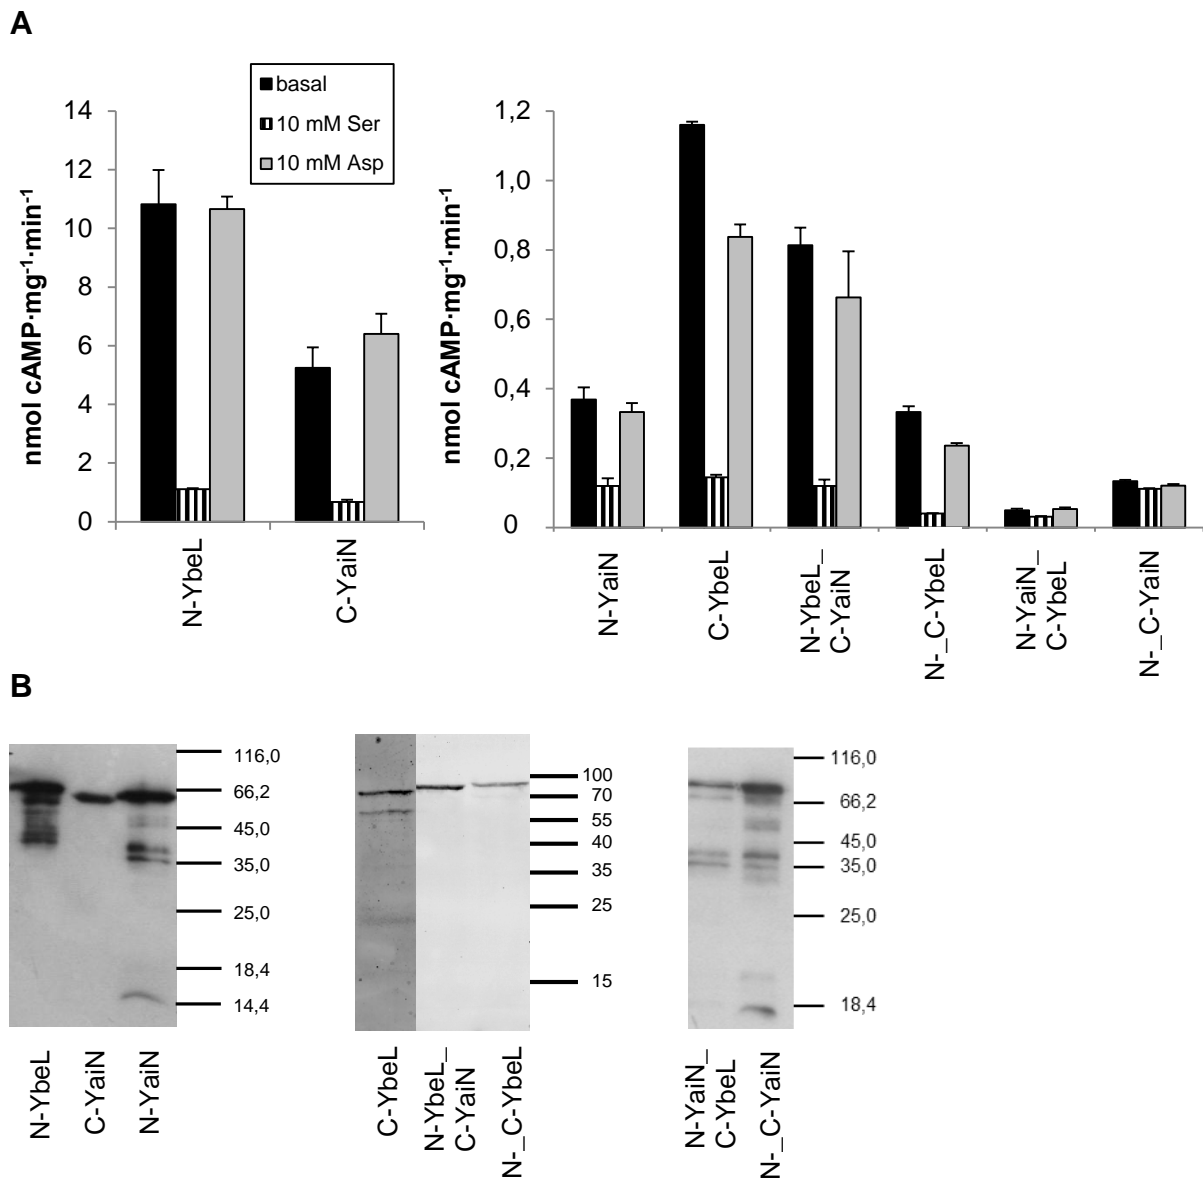 A
basal
10 mM Ser
10 mM Asp
nmol cAMP·mg-1·min-1
14
12
10
8
6
4
2
0
N-YbeL
C-YaiN
nmol cAMP·mg-1·min-1
1,2
1,0
0,8
0,6
0,4
0,2
0
N-YaiN
C-YbeL
N-YbeL_
C-YaiN
N-_C-YbeL
N-YaiN_
C-YbeL
N-_C-YaiN
B
116,0
66,2
45,0
35,0
25,0
18,4
14,4
N-YbeL
C-YaiN
N-YaiN
100
70
55
40
35
25
15
C-YbeL
N-YbeL_
C-YaiN
N-_C-YbeL
116,0
66,2
45,0
35,0
25,0
18,4
N-YaiN_
C-YbeL
N-_C-YaiN